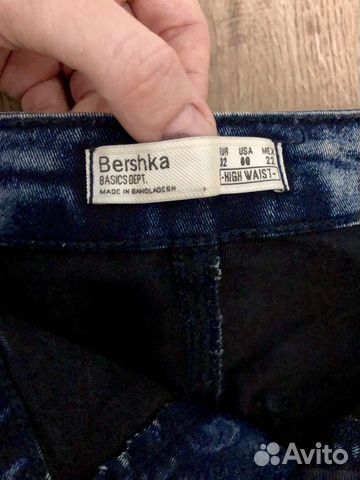 Bershka
BASICS DEPT.
MADE IN BANGLADESH
EUR USA MEX
32 00 22
-HIGH WAIST-
Avito